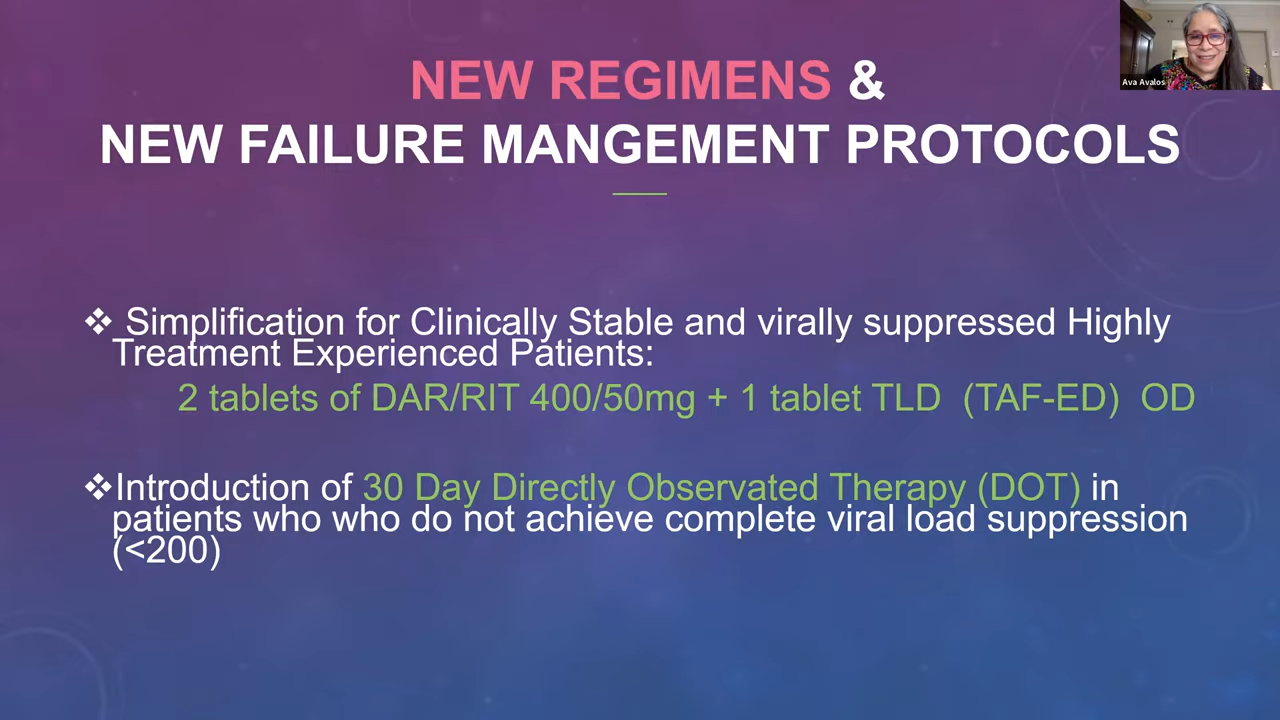 NEW REGIMENS &
NEW FAILURE MANGEMENT PROTOCOLS
Ava Avalos
❖ Simplification for Clinically Stable and virally suppressed Highly
Treatment Experienced Patients:
2 tablets of DAR/RIT 400/50mg + 1 tablet TLD (TAF-ED) OD
❖Introduction of 30 Day Directly Observated Therapy (DOT) in
patients who who do not achieve complete viral load suppression
(<200)